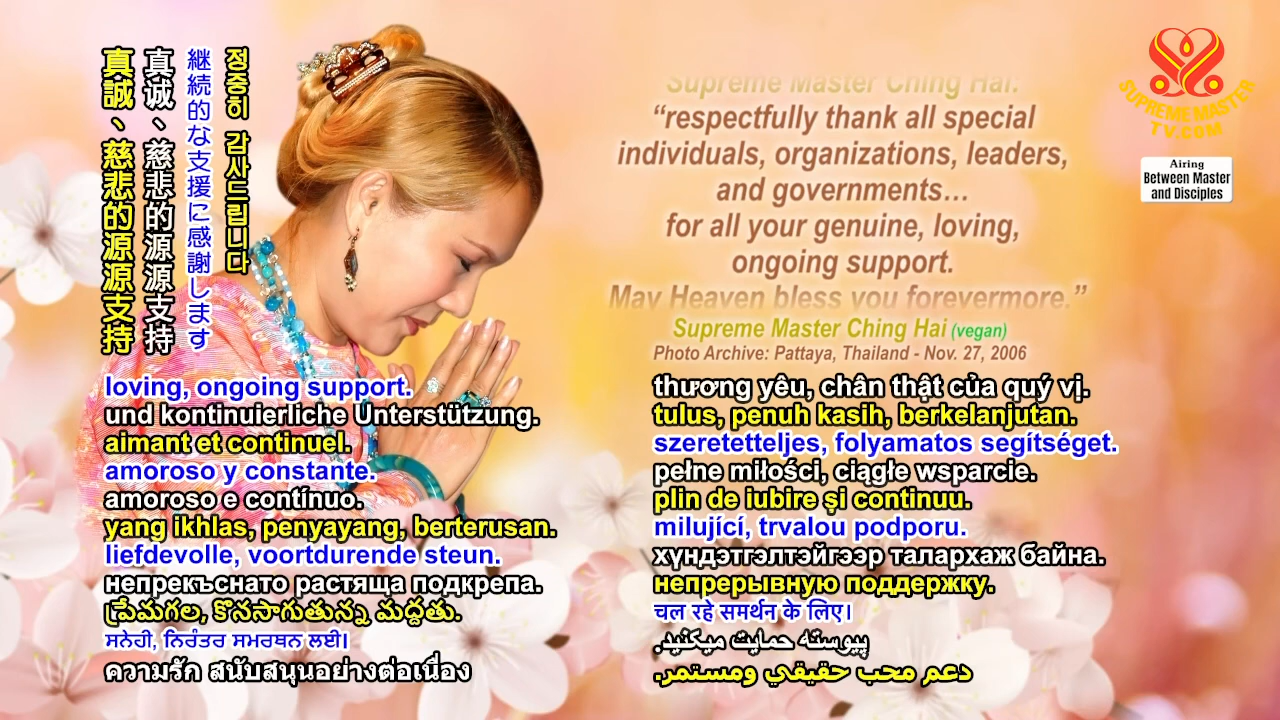 真誠、慈悲的源源支持
真诚、慈悲的源源支持
継続的な支援に感謝します
정중히 감사드립니다
Supreme Master Ching Hai:
“respectfully thank all special
individuals, organizations, leaders,
and governments…
for all your genuine, loving,
ongoing support.
May Heaven bless you forevermore.”
Supreme Master Ching Hai (vegan)
Photo Archive: Pattaya, Thailand - Nov. 27, 2006
SUPREME MASTER
TV.COM
Airing
Between Master
and Disciples
loving, ongoing support.
und kontinuierliche Unterstützung.
aimant et continuel.
amoroso y constante.
amoroso e contínuo.
yang ikhlas, penyayang, berterusan.
liefdevolle, voortdurende steun.
непрекъснато растяща подкрепа.
ప్రేమగల, కొనసాగుతున్న మద్దతు.
ਸਨੇਹੀ, ਨਿਰੰਤਰ ਸਮਰਥਨ ਲਈ।
ความรัก สนับสนุนอย่างต่อเนื่อง
thương yêu, chân thật của quý vị.
tulus, penuh kasih, berkelanjutan.
szeretetteljes, folyamatos segítséget.
pełne miłości, ciągłe wsparcie.
plin de iubire și continuu.
milující, trvalou podporu.
хүндэтгэлтэйгээр талархаж байна.
непрерывную поддержку.
चल रहे समर्थन के लिए।
پیوسته حمایت میکنید.
دعم محب حقيقي ومستمر.